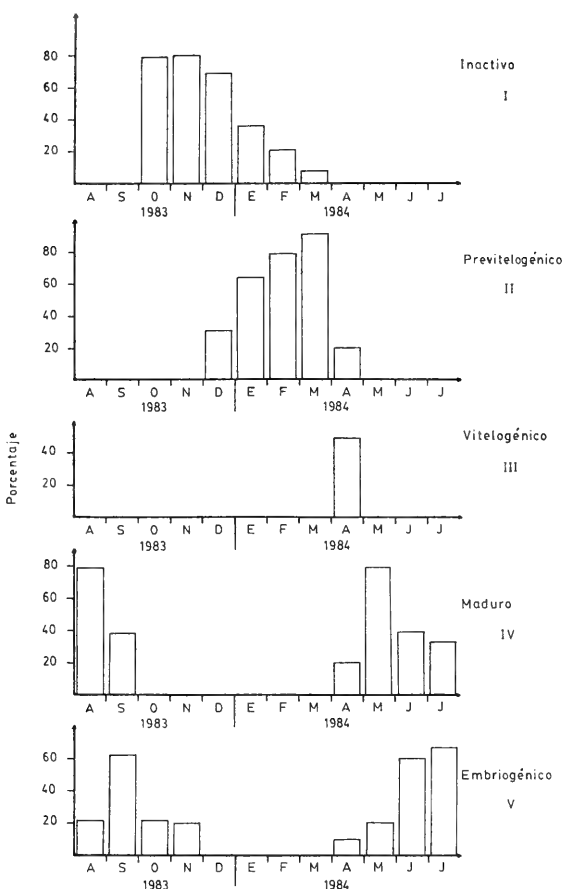 80
60
40
20
Inactivo
I
A S O N D E F M A M J J
1983 1984
80
60
40
20
Previtelogénico
II
A S O N D E F M A M J J
1983 1984
Porcentaje
40
20
Vitelogénico
III
A S O N D E F M A M J J
1983 1984
80
60
40
20
Maduro
IV
A S O N D E F M A M J J
1983 1984
60
40
20
Embriogénico
V
A S O N D E F M A M J J
1983 1984